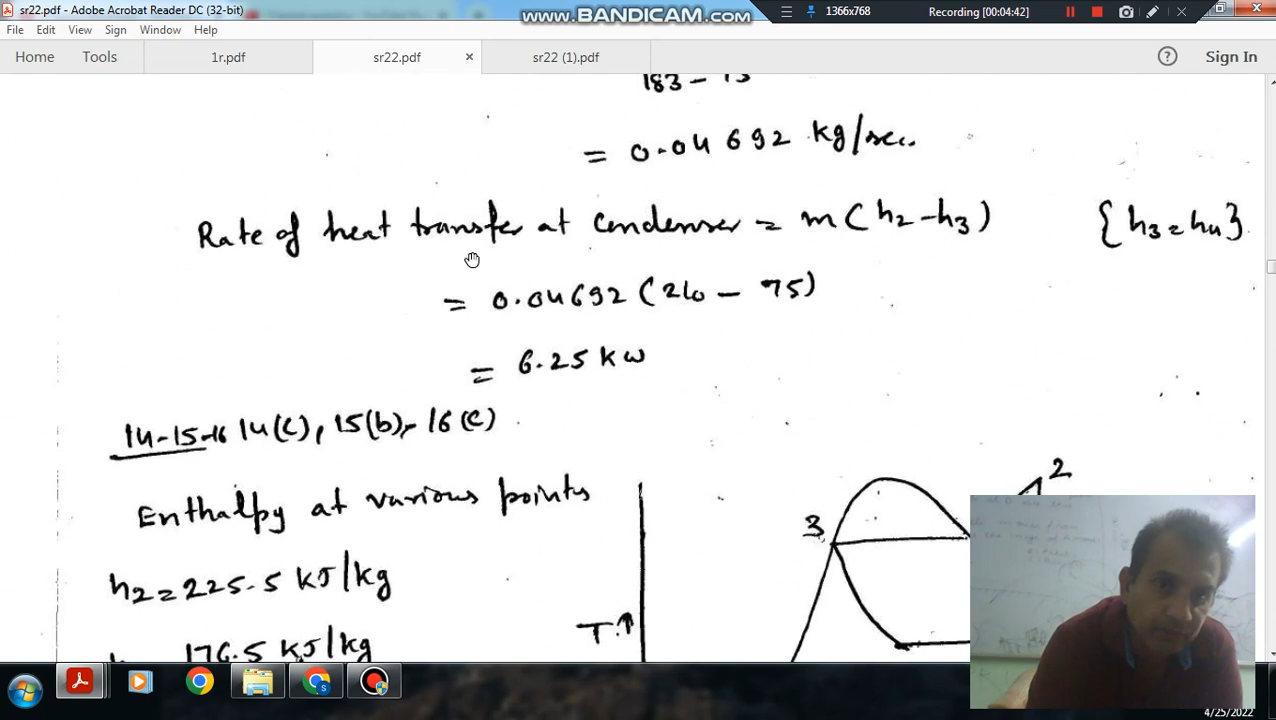 sr22.pdf - Adobe Acrobat Reader DC (32-bit)
www.BANDICAM.com
1366x768
Recording [00:04:42]
File Edit View Sign Window Help
Home Tools 1r.pdf sr22.pdf × sr22 (1).pdf ? Sign In
183 - 75
= 0.04692 kg/sec.
Rate of heat transfer at condenser = m(h2-h3) {h3=h4}
= 0.04692 (210 - 75)
= 6.25 kw
14-15-16 14(C), 15(b), 16(C)
Enthalpy at various points
2
3
h2 = 225.5 kJ/kg
T↑
176.5 kJ/kg
4/25/2022